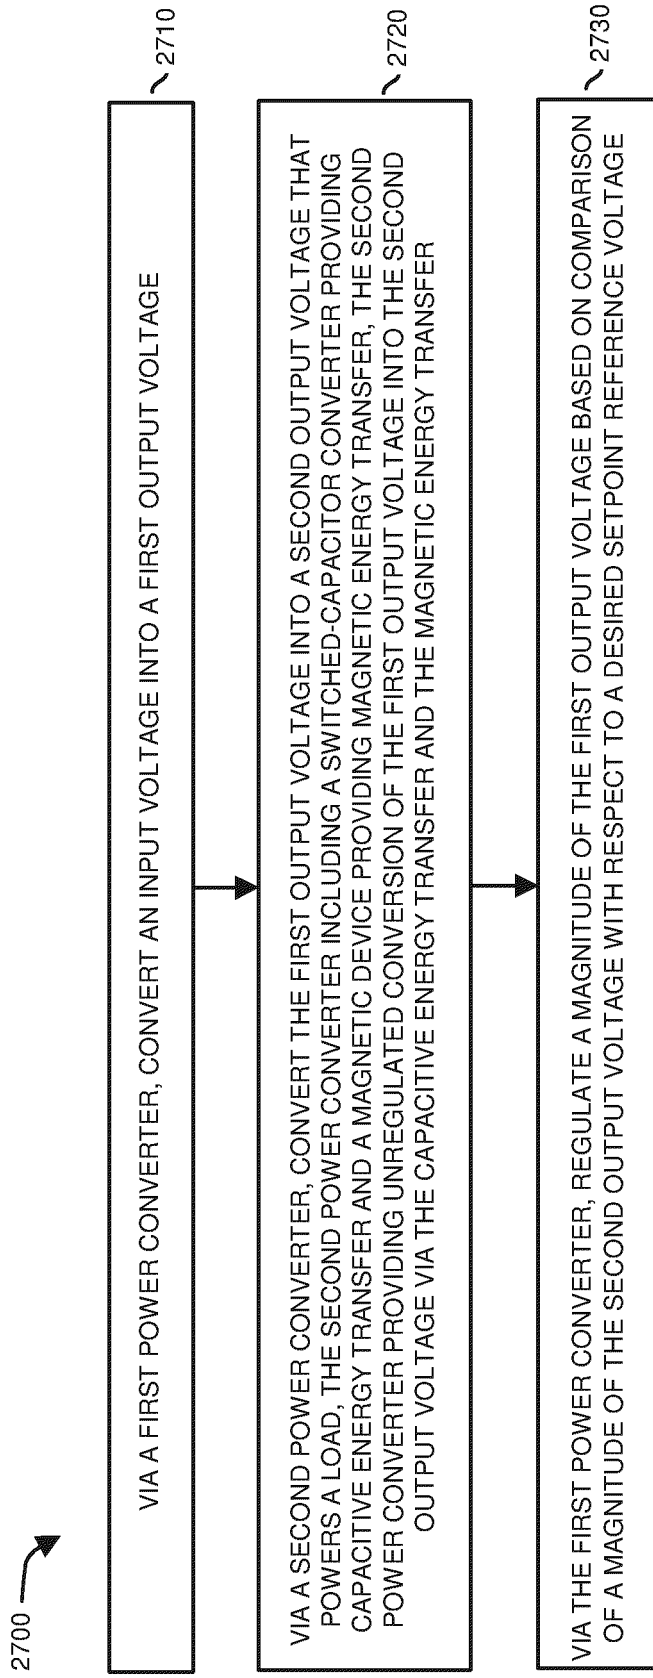 2700
VIA A FIRST POWER CONVERTER, CONVERT AN INPUT VOLTAGE INTO A FIRST OUTPUT VOLTAGE
2710
VIA A SECOND POWER CONVERTER, CONVERT THE FIRST OUTPUT VOLTAGE INTO A SECOND OUTPUT VOLTAGE THAT
POWERS A LOAD, THE SECOND POWER CONVERTER INCLUDING A SWITCHED-CAPACITOR CONVERTER PROVIDING
CAPACITIVE ENERGY TRANSFER AND A MAGNETIC DEVICE PROVIDING MAGNETIC ENERGY TRANSFER, THE SECOND
POWER CONVERTER PROVIDING UNREGULATED CONVERSION OF THE FIRST OUTPUT VOLTAGE INTO THE SECOND
OUTPUT VOLTAGE VIA THE CAPACITIVE ENERGY TRANSFER AND THE MAGNETIC ENERGY TRANSFER
2720
VIA THE FIRST POWER CONVERTER, REGULATE A MAGNITUDE OF THE FIRST OUTPUT VOLTAGE BASED ON COMPARISON
OF A MAGNITUDE OF THE SECOND OUTPUT VOLTAGE WITH RESPECT TO A DESIRED SETPOINT REFERENCE VOLTAGE
2730